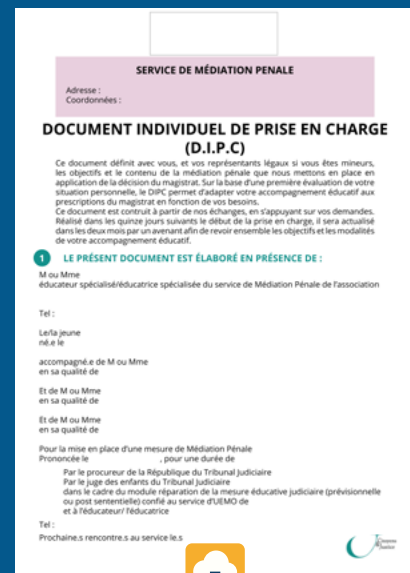 SERVICE DE MÉDIATION PENALE
Adresse :
Coordonnées :
DOCUMENT INDIVIDUEL DE PRISE EN CHARGE
(D.I.P.C)
Ce document définit avec vous, et vos représentants légaux si vous êtes mineurs,
les objectifs et le contenu de la médiation pénale que nous mettons en place en
application de la décision du magistrat. Sur la base d'une première évaluation de votre
situation personnelle, le DIPC permet d'adapter votre accompagnement éducatif aux
prescriptions du magistrat en fonction de vos besoins.
Ce document est contruit à partir de nos échanges, en s'appuyant sur vos demandes.
Réalisé dans les quinze jours suivants le début de la prise en charge, il sera actualisé
dans les deux mois par un avenant afin de revoir ensemble les objectifs et les modalités
de votre accompagnement éducatif.
1 LE PRÉSENT DOCUMENT EST ÉLABORÉ EN PRÉSENCE DE :
M ou Mme
éducateur spécialisé/éducatrice spécialisée du service de Médiation Pénale de l'association
Tel :
Le/la jeune
né.e le
accompagné.e de M ou Mme
en sa qualité de
Et de M ou Mme
en sa qualité de
Et de M ou Mme
en sa qualité de
Pour la mise en place d'une mesure de Médiation Pénale
Prononcée le , pour une durée de
Par le procureur de la République du Tribunal Judiciaire
Par le juge des enfants du Tribunal Judiciaire
dans le cadre du module réparation de la mesure éducative judiciaire (prévisionnelle
ou post sententielle) confié au service d'UEMO de
et à l'éducateur/ l'éducatrice
Tel :
Prochaine.s rencontre.s au service le.s
Citoyens
& Justice